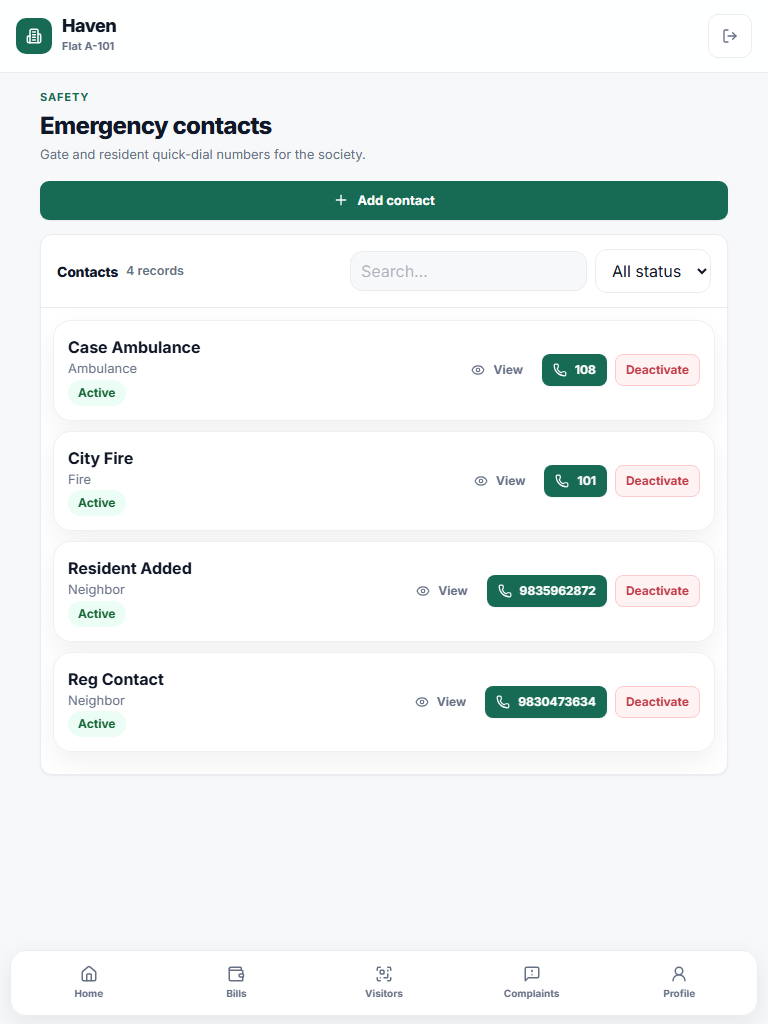 Haven
Flat A-101
SAFETY
Emergency contacts
Gate and resident quick-dial numbers for the society.
Add contact
Contacts 4 records Search... All status
Case Ambulance
Ambulance
Active
View 108 Deactivate
City Fire
Fire
Active
View 101 Deactivate
Resident Added
Neighbor
Active
View 9835962872 Deactivate
Reg Contact
Neighbor
Active
View 9830473634 Deactivate
Home Bills Visitors Complaints Profile